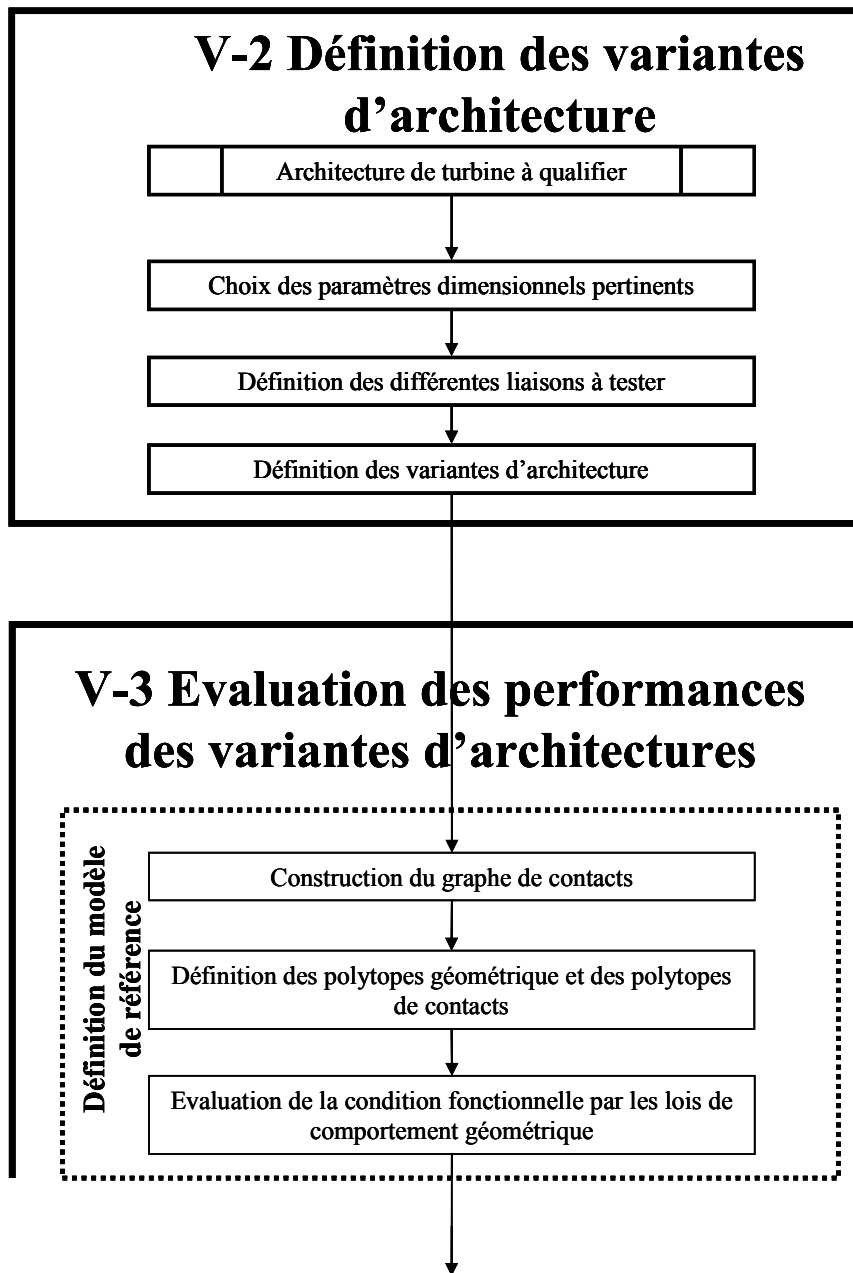 V-2 Définition des variantes
d’architecture
Architecture de turbine à qualifier
Choix des paramètres dimensionnels pertinents
Définition des différentes liaisons à tester
Définition des variantes d’architecture
V-3 Evaluation des performances
des variantes d’architectures
Définition du modèle
de référence
Construction du graphe de contacts
Définition des polytopes géométrique et des polytopes
de contacts
Evaluation de la condition fonctionnelle par les lois de
comportement géométrique